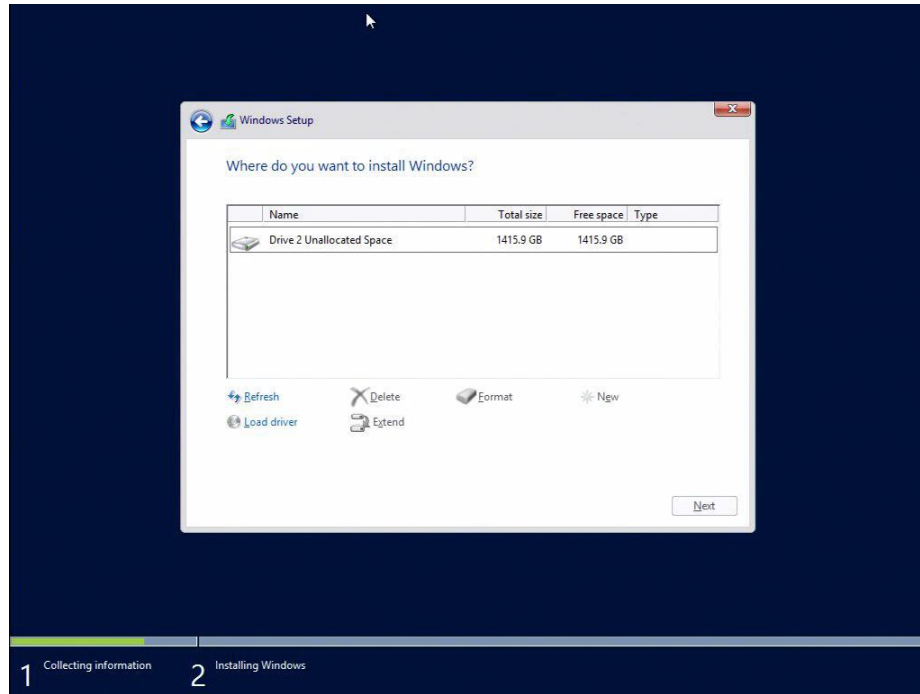 Windows Setup
Where do you want to install Windows?
Name Total size Free space Type
Drive 2 Unallocated Space 1415.9 GB 1415.9 GB
Refresh Delete Format New
Load driver Extend
Next
1 Collecting information 2 Installing Windows